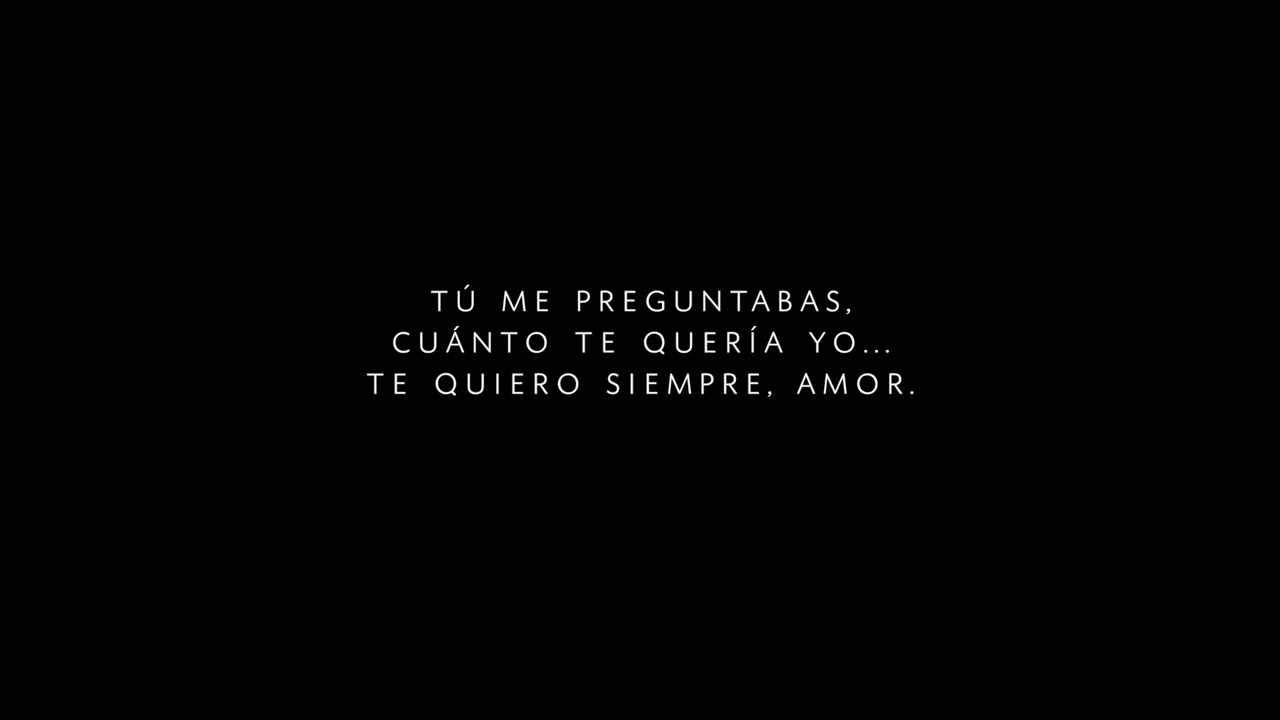 TÚ ME PREGUNTABAS,
CUÁNTO TE QUERÍA YO...
TE QUIERO SIEMPRE, AMOR.